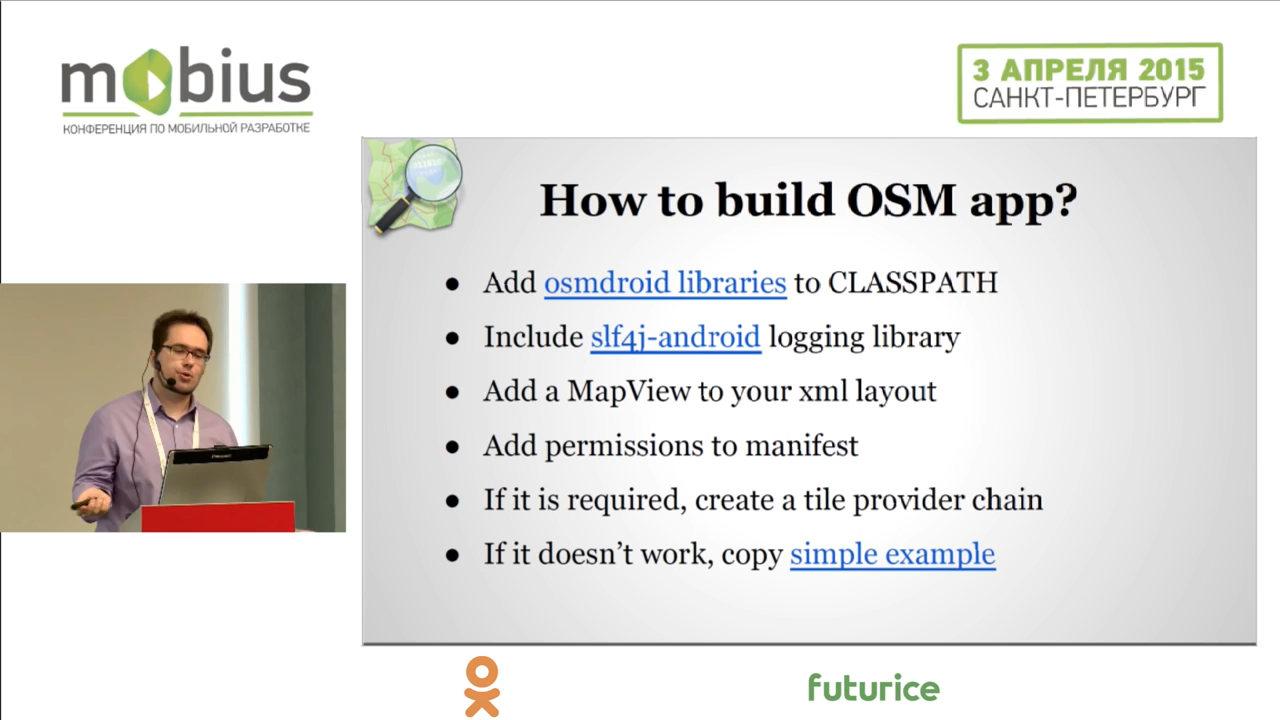 mobius
КОНФЕРЕНЦИЯ ПО МОБИЛЬНОЙ РАЗРАБОТКЕ
3 АПРЕЛЯ 2015
САНКТ-ПЕТЕРБУРГ
How to build OSM app?
● Add osmdroid libraries to CLASSPATH
● Include slf4j-android logging library
● Add a MapView to your xml layout
● Add permissions to manifest
● If it is required, create a tile provider chain
● If it doesn’t work, copy simple example
futurice